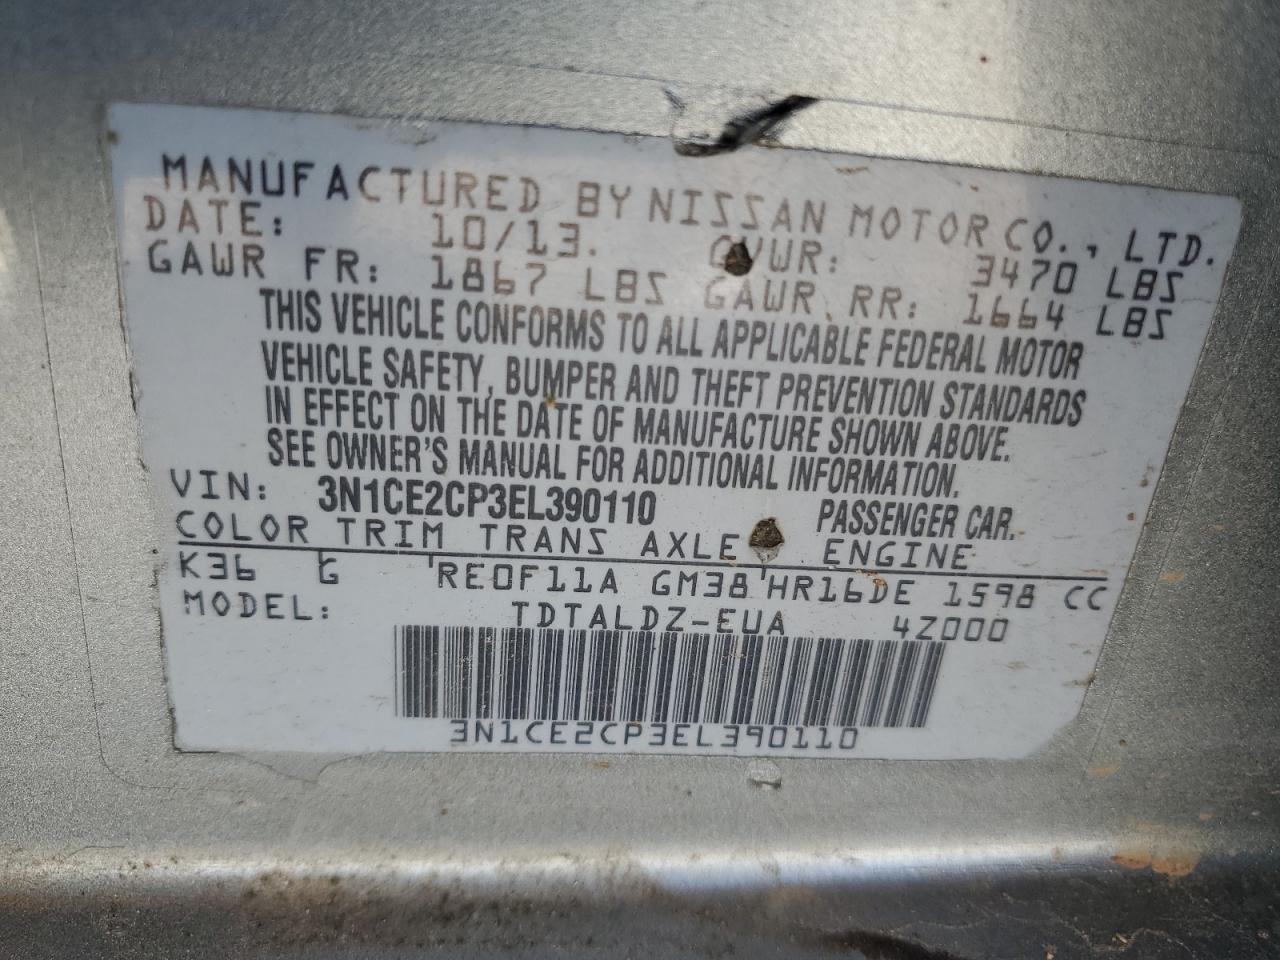 MANUFACTURED BY NISSAN MOTOR CO., LTD.
DATE: 10/13. GVWR: 3470 LBS
GAWR FR: 1867 LBS GAWR RR: 1664 LBS
THIS VEHICLE CONFORMS TO ALL APPLICABLE FEDERAL MOTOR
VEHICLE SAFETY, BUMPER AND THEFT PREVENTION STANDARDS
IN EFFECT ON THE DATE OF MANUFACTURE SHOWN ABOVE.
SEE OWNER'S MANUAL FOR ADDITIONAL INFORMATION.
VIN: 3N1CE2CP3EL390110 PASSENGER CAR.
COLOR TRIM TRANS AXLE ENGINE
K36 G 'RE0F11A GM38'HR16DE 1598 CC
MODEL: TDTALDZ-EUA 4Z000
3N1CE2CP3EL390110